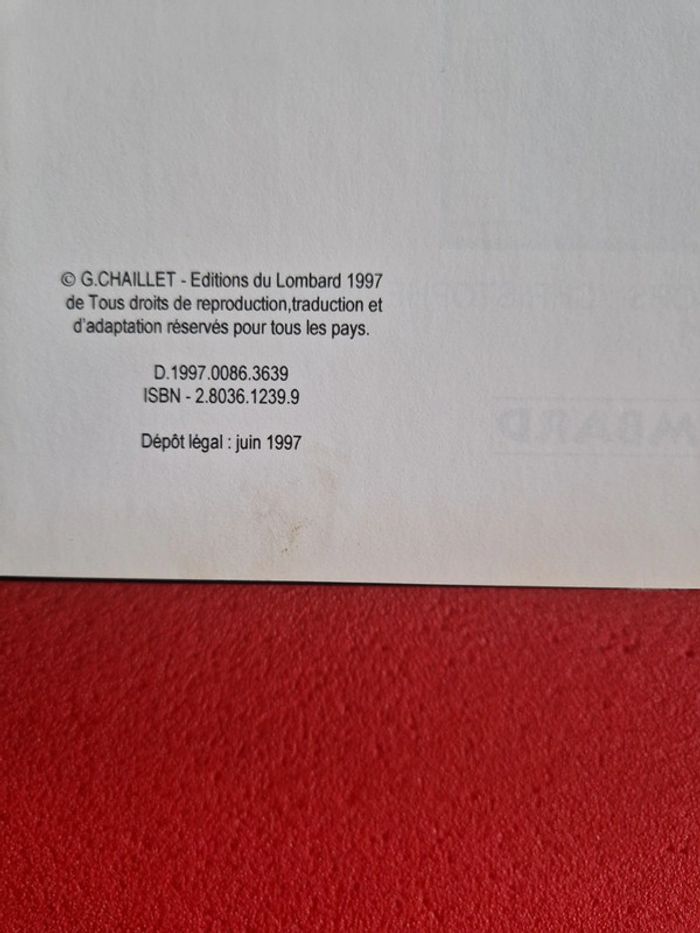 © G.CHAILLET - Editions du Lombard 1997
de Tous droits de reproduction,traduction et
d'adaptation réservés pour tous les pays.
D.1997.0086.3639
ISBN - 2.8036.1239.9
Dépôt légal : juin 1997